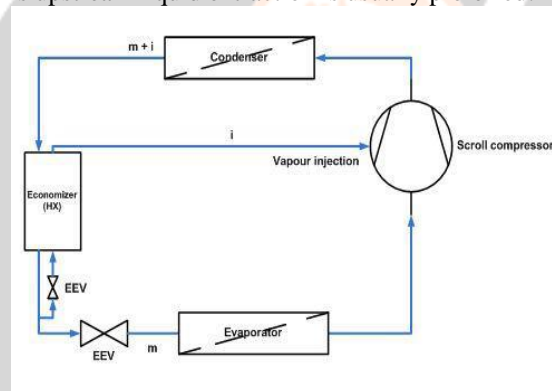 m + i
Condenser
i
Vapour injection
Scroll compressor
Economizer
(HX)
EEV
EEV
m
Evaporator